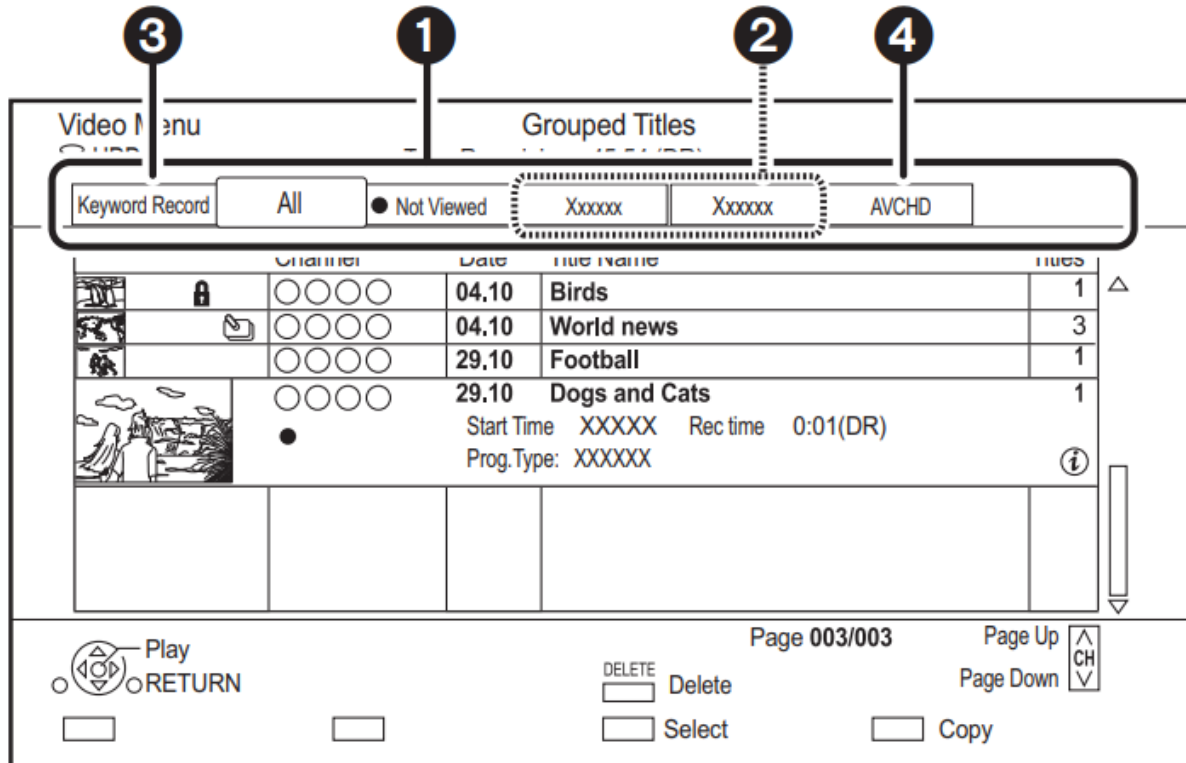 3 1 2 4
Video Menu Grouped Titles
Keyword Record All Not Viewed Xxxxxx Xxxxxx AVCHD
Channel Date Title Name Titles
04.10 Birds 1
04.10 World news 3
29.10 Football 1
29.10 Dogs and Cats 1
Start Time XXXXX Rec time 0:01(DR)
Prog.Type: XXXXXX
i
Page 003/003 Page Up
Play CH
RETURN DELETE Delete Page Down
Select Copy